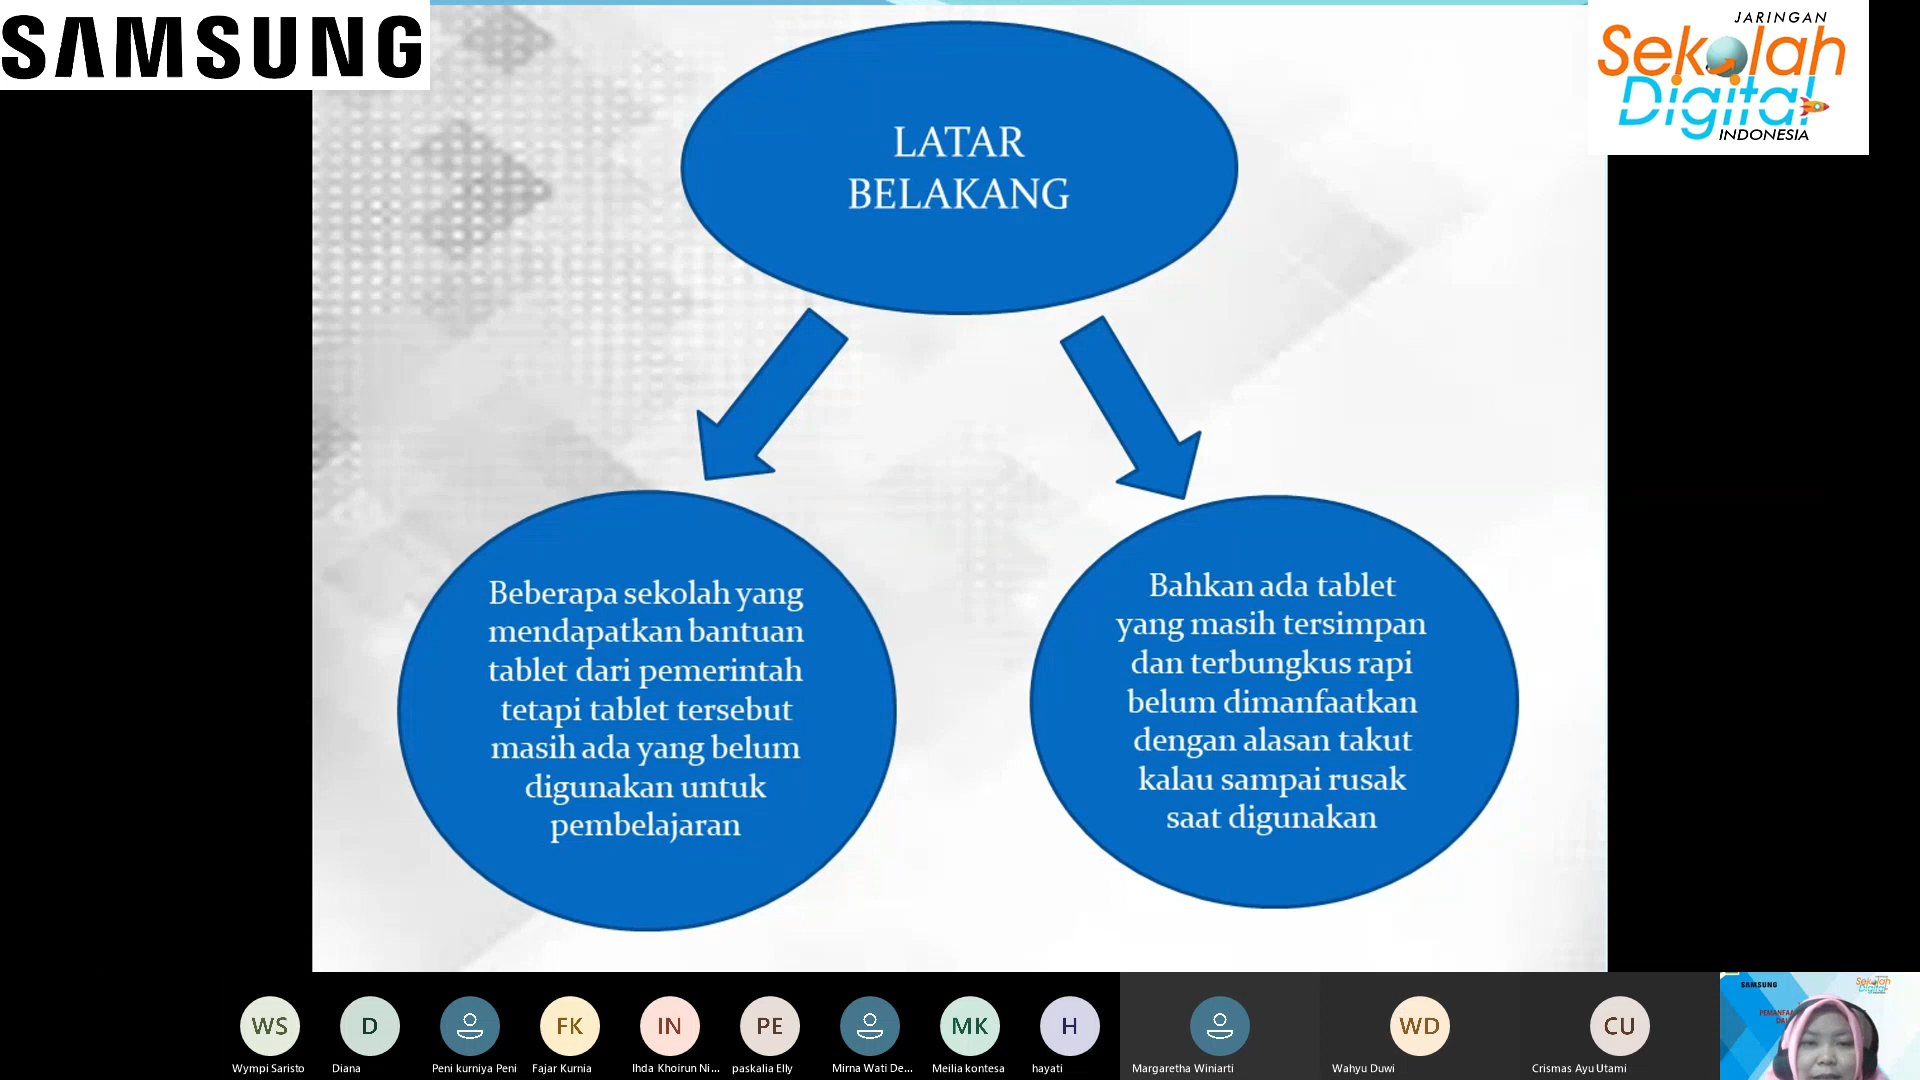 SAMSUNG
JARINGAN
Sekolah
Digital
INDONESIA
LATAR
BELAKANG
Beberapa sekolah yang
mendapatkan bantuan
tablet dari pemerintah
tetapi tablet tersebut
masih ada yang belum
digunakan untuk
pembelajaran
Bahkan ada tablet
yang masih tersimpan
dan terbungkus rapi
belum dimanfaatkan
dengan alasan takut
kalau sampai rusak
saat digunakan
WS
Wympi Saristo
D
Diana
Peni kurniya Peni
FK
Fajar Kurnia
IN
Ihda Khoirun Ni...
PE
paskalia Elly
Mirna Wati De...
MK
Meilia kontesa
H
hayati
Margaretha Winiarti
WD
Wahyu Duwi
CU
Crismas Ayu Utami
SAMSUNG
Sekolah
Digital